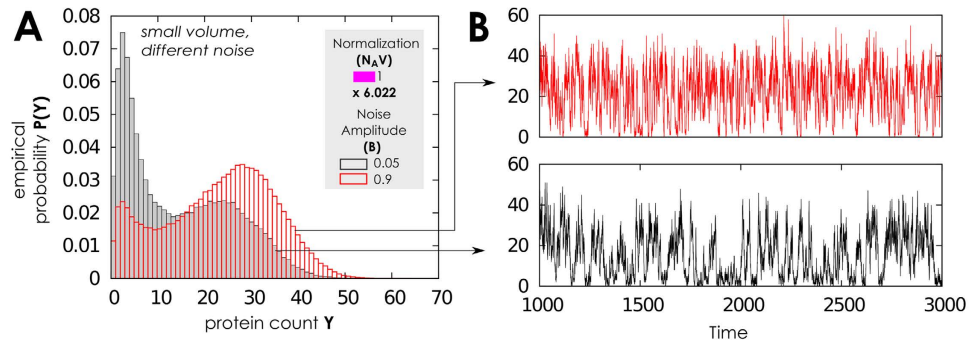 A
small volume,
different noise
Normalization
(NAV)
1
x 6.022
Noise
Amplitude
(B)
0.05
0.9
empirical
probability P(Y)
0.08
0.07
0.06
0.05
0.04
0.03
0.02
0.01
0
0 10 20 30 40 50 60 70
protein count Y
B
60
40
20
0
60
40
20
0
1000 1500 2000 2500 3000
Time